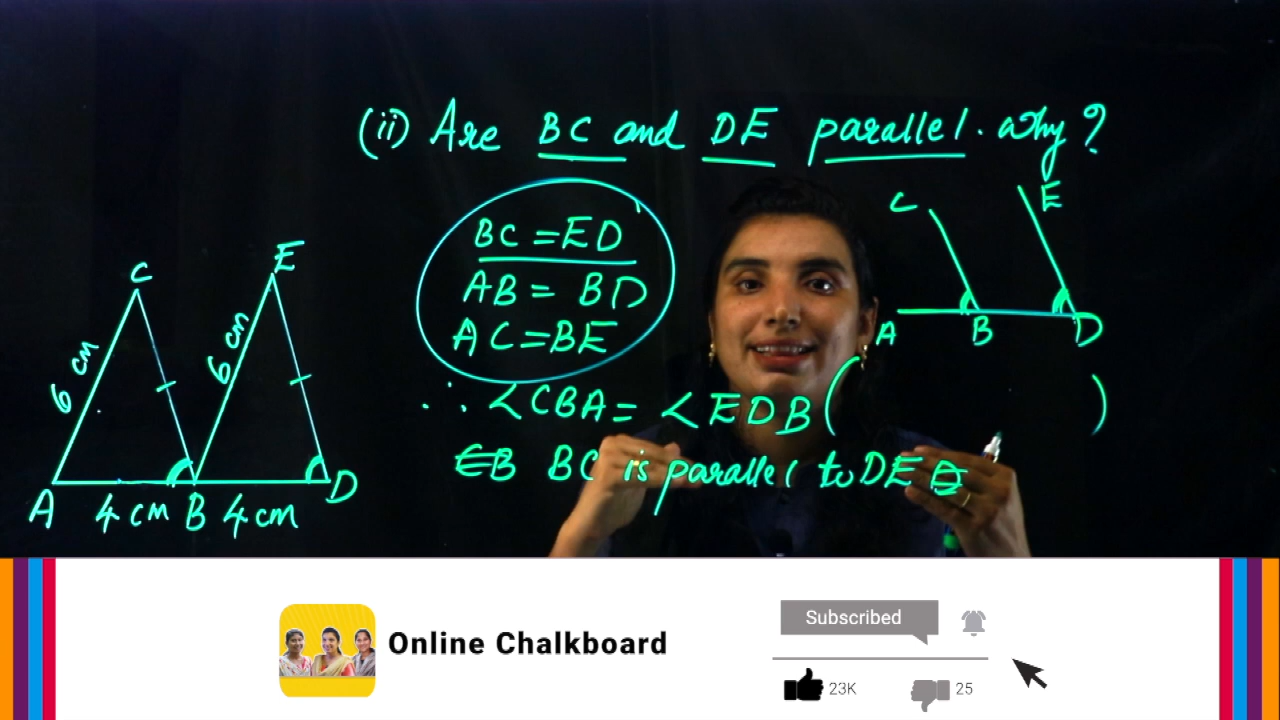 (ii) Are BC and DE parallel. why?
BC = ED
AB = BD
AC = BE
∴ <CBA = <EDB ( )
BC is parallel to DE
C
E
6 cm
6 cm
A 4 cm B 4 cm D
C
E
A
B
D
Online Chalkboard
Subscribed
23K
25